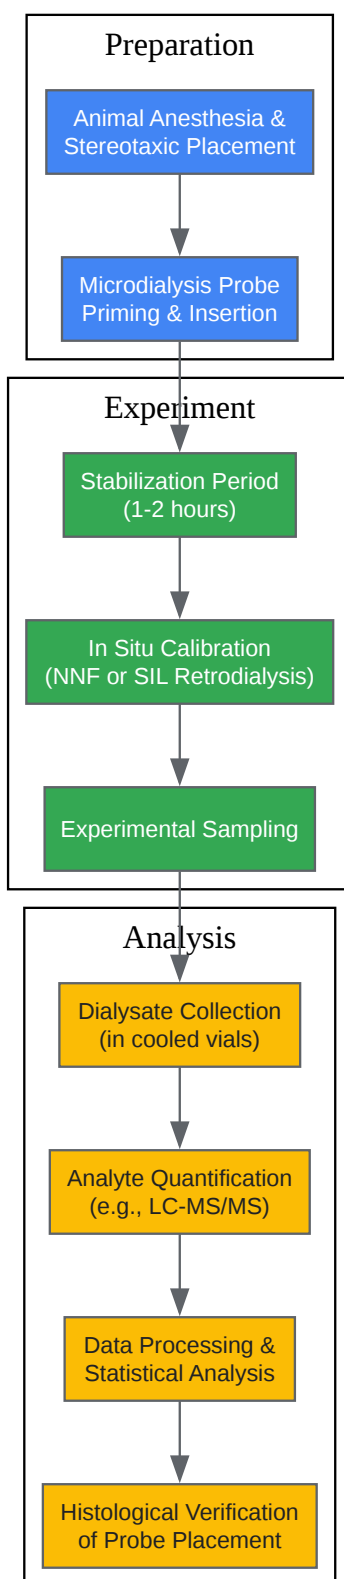 Preparation
Animal Anesthesia &
Stereotaxic Placement
Microdialysis Probe
Priming & Insertion
Experiment
Stabilization Period
(1-2 hours)
In Situ Calibration
(NNF or SIL Retrodialysis)
Experimental Sampling
Analysis
Dialysate Collection
(in cooled vials)
Analyte Quantification
(e.g., LC-MS/MS)
Data Processing &
Statistical Analysis
Histological Verification
of Probe Placement